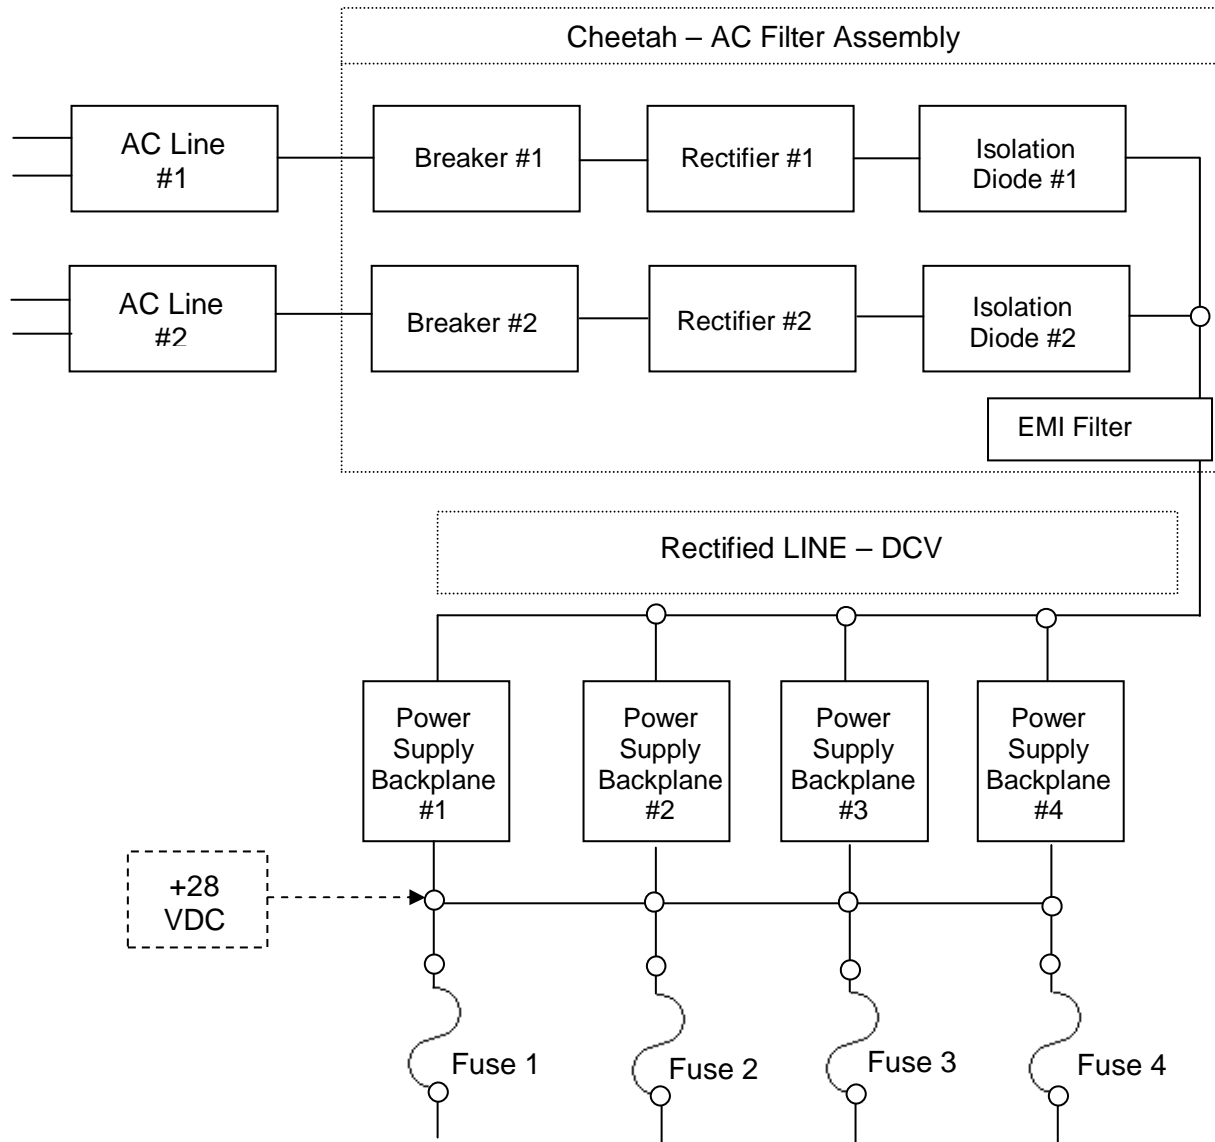 Cheetah – AC Filter Assembly
AC Line
#1
Breaker #1
Rectifier #1
Isolation
Diode #1
AC Line
#2
Breaker #2
Rectifier #2
Isolation
Diode #2
EMI Filter
Rectified LINE – DCV
Power
Supply
Backplane
#1
Power
Supply
Backplane
#2
Power
Supply
Backplane
#3
Power
Supply
Backplane
#4
+28
VDC
Fuse 1
Fuse 2
Fuse 3
Fuse 4